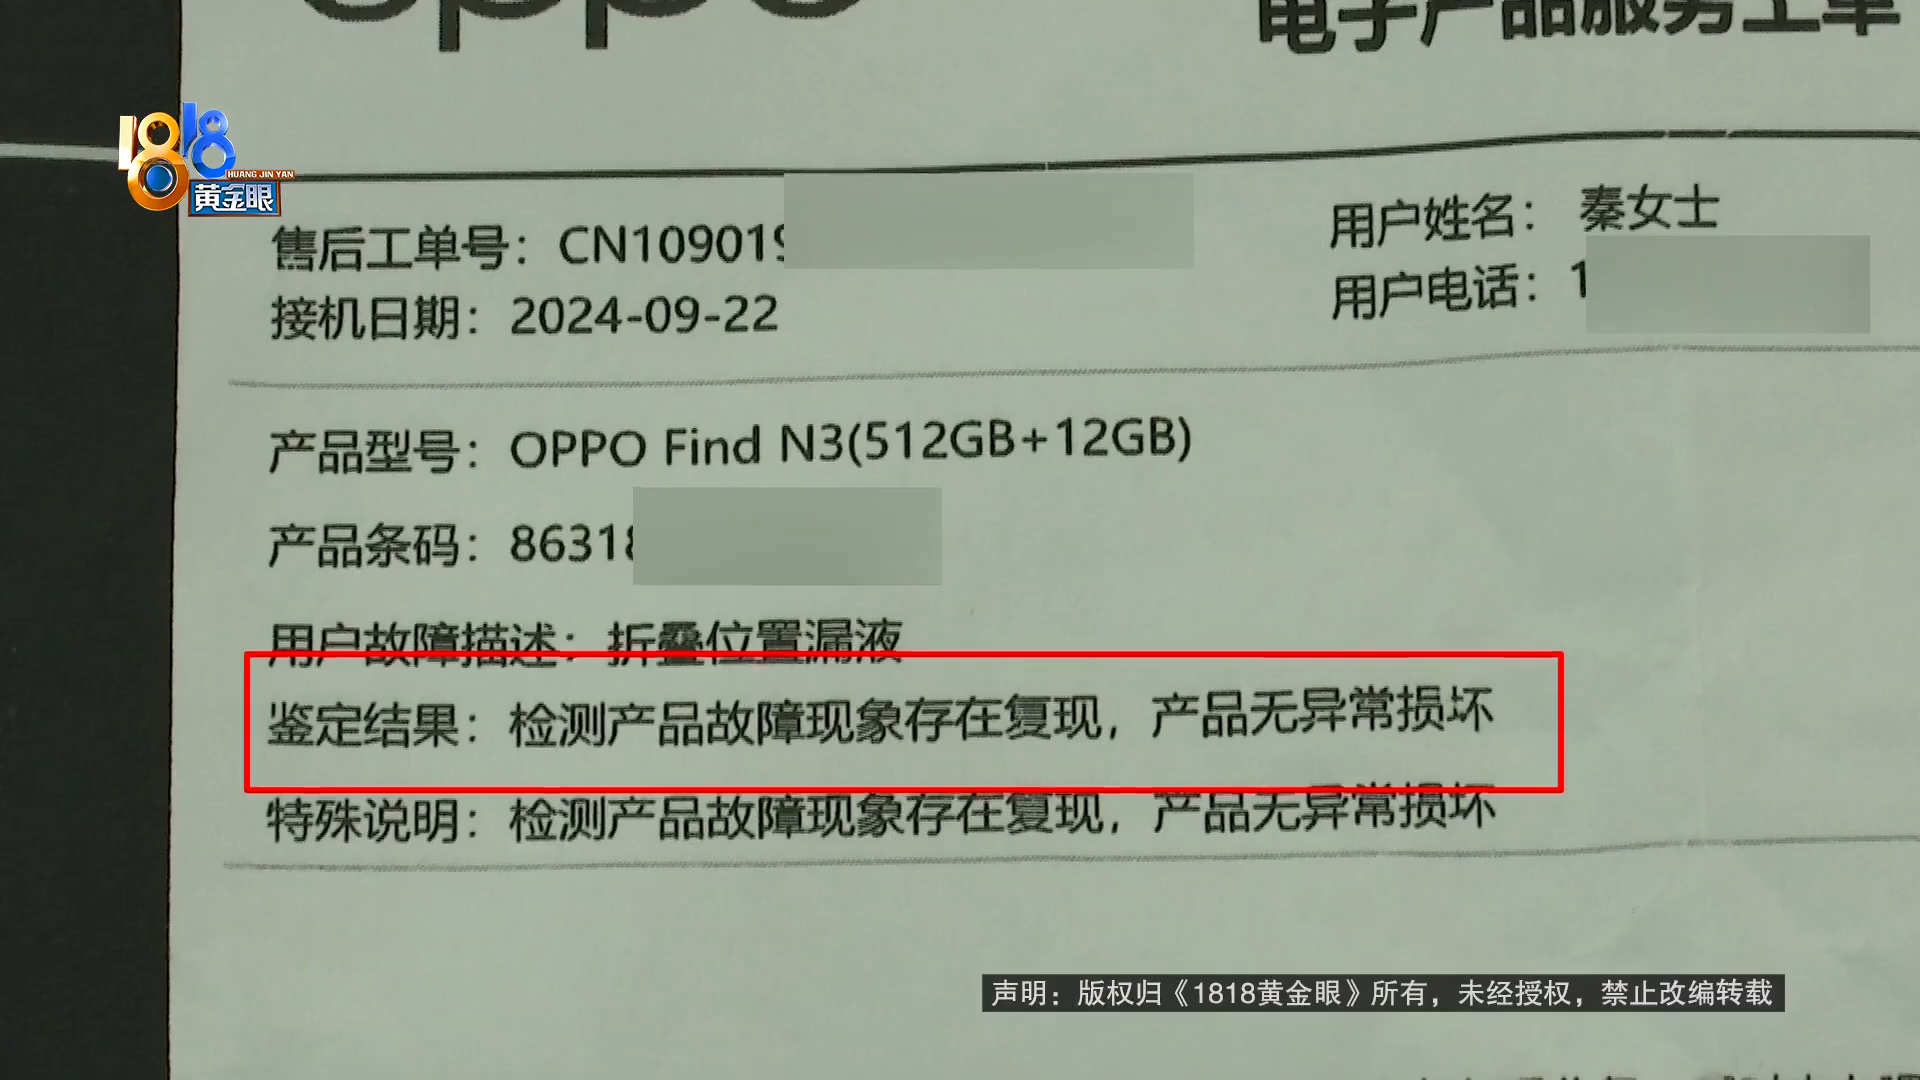 oppo
电子产品服务工单
1818
HUANG JIN YAN
黄金眼
售后工单号：CN109019
用户姓名：秦女士
接机日期：2024-09-22
用户电话：1
产品型号：OPPO Find N3(512GB+12GB)
产品条码：86318
用户故障描述：折叠位置漏液
鉴定结果：检测产品故障现象存在复现，产品无异常损坏
特殊说明：检测产品故障现象存在复现，产品无异常损坏
声明：版权归《1818黄金眼》所有，未经授权，禁止改编转载